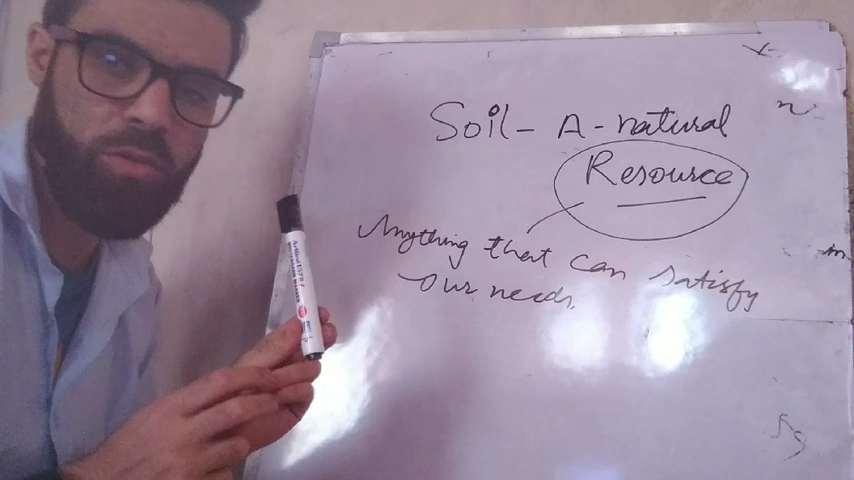 Soil - A - natural
Resource
Anything that can satisfy
our needs.